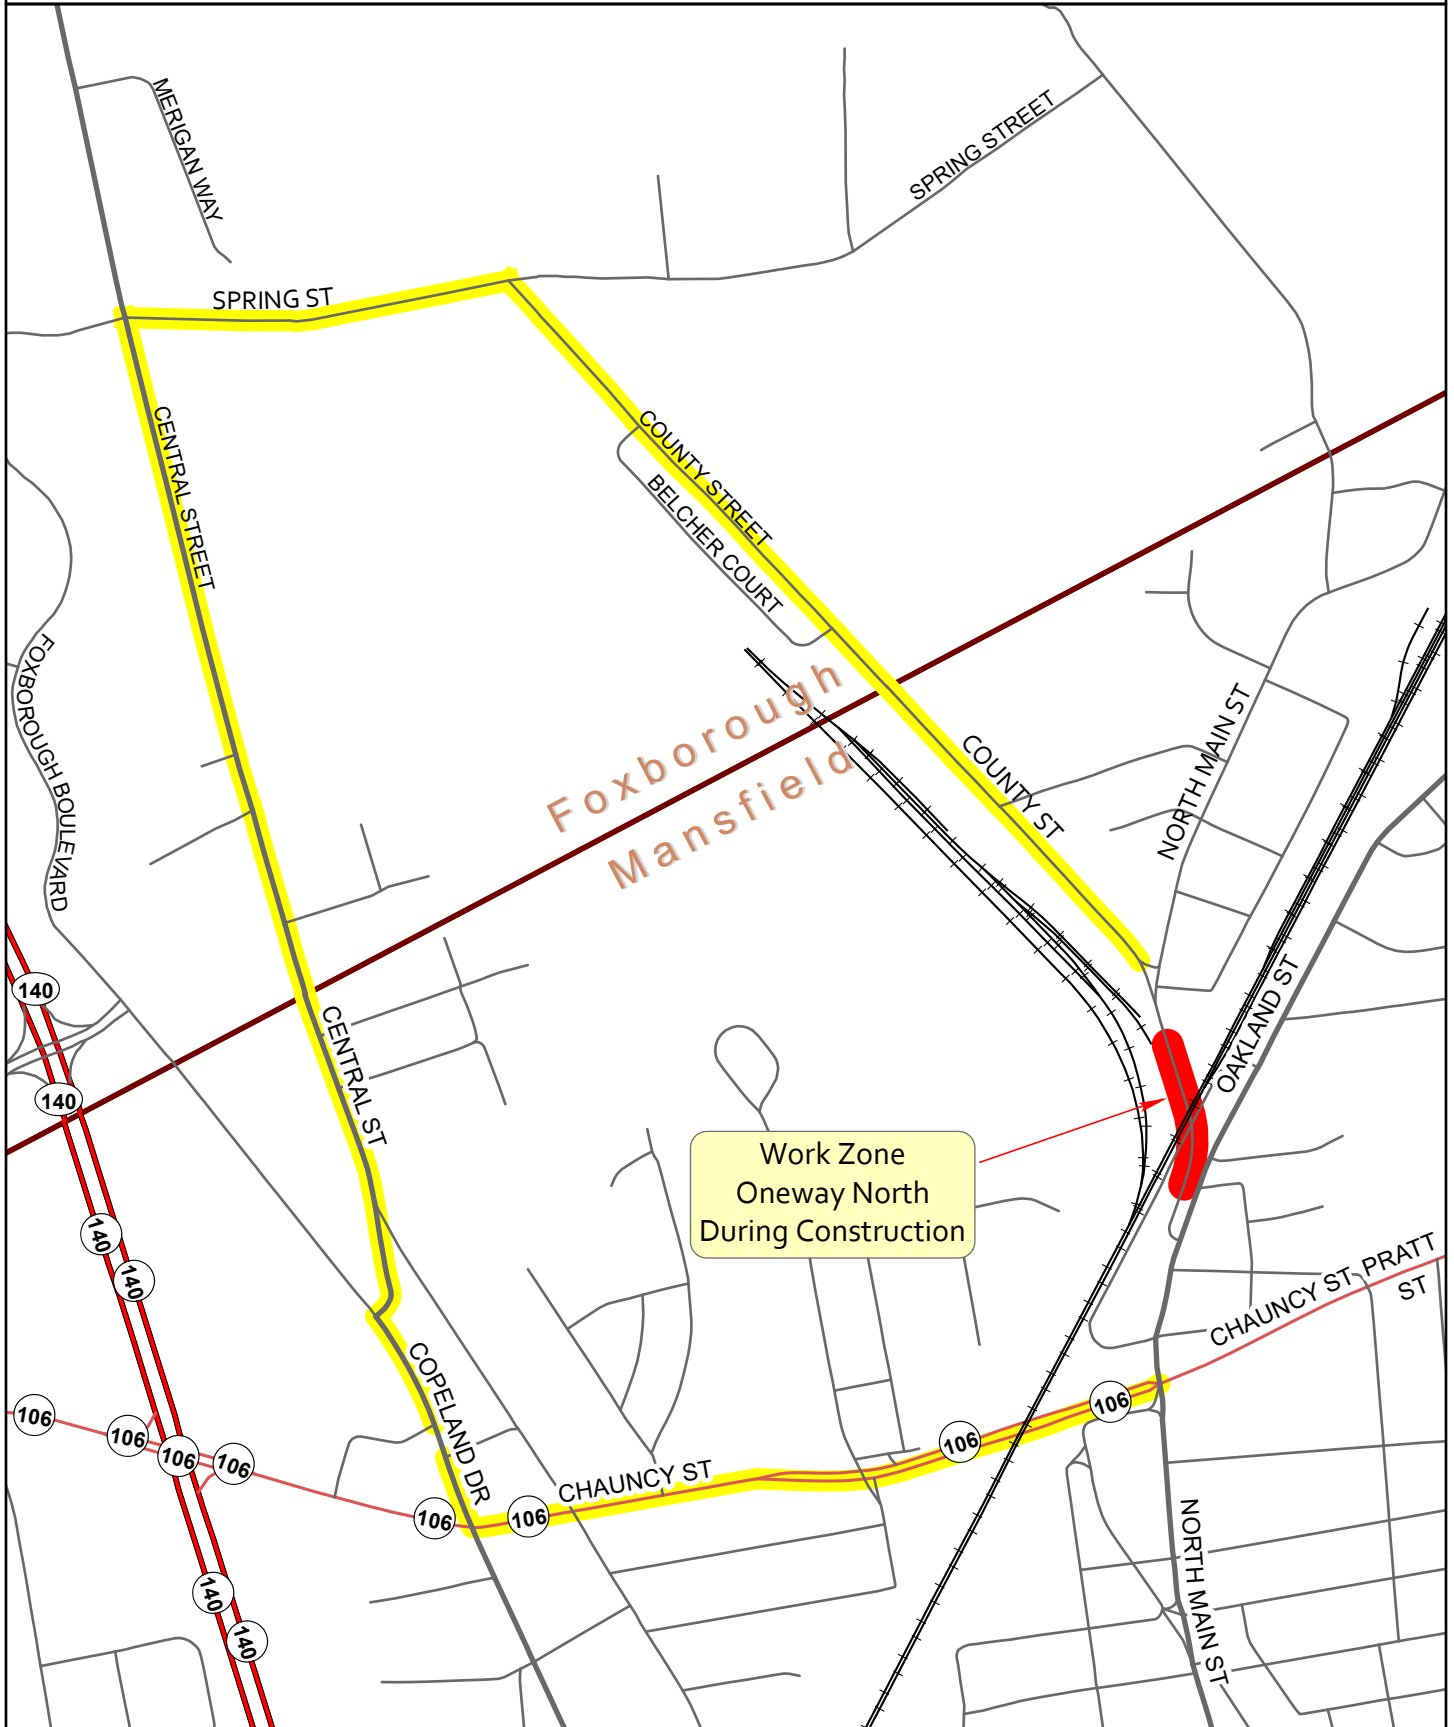 MERIGAN WAY
SPRING STREET
SPRING ST
CENTRAL STREET
COUNTY STREET
BELCHER COURT
FOXBOROUGH BOULEVARD
Foxborough
Mansfield
COUNTY ST
NORTH MAIN ST
OAKLAND ST
140
CENTRAL ST
140
Work Zone
Oneway North
During Construction
140
140
CHAUNCY ST
PRATT
ST
COPELAND DR
106
106
106
106
106
106
106
106
CHAUNCY ST
NORTH MAIN ST
140
140